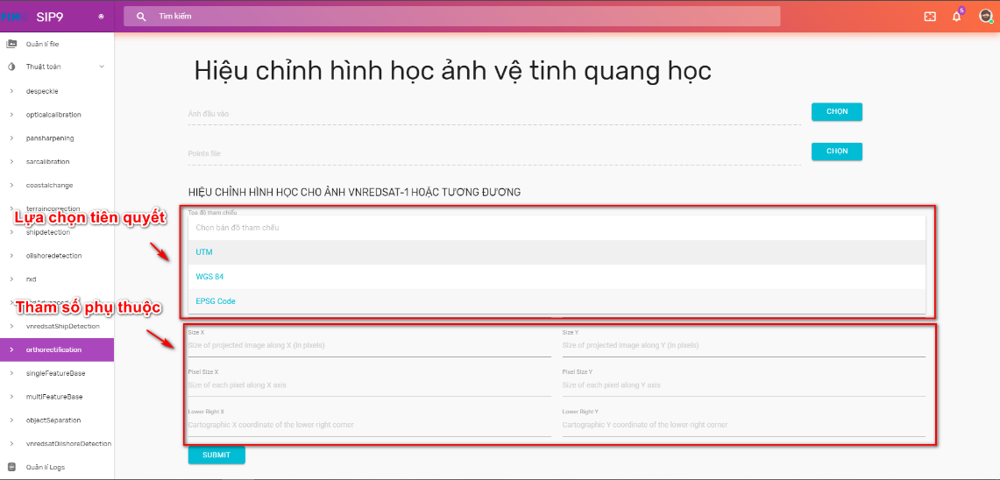 SIP9
Tìm kiếm
5
Quản lí file
Thuật toán
despeckle
opticalcalibration
pansharpening
sarcalibration
coastalchange
terraincorrection
shipdetection
oilshoredetection
rxd
vnredsatShipDetection
orthorectification
singleFeatureBase
multiFeatureBase
objectSeparation
vnredsatOilshoreDetection
Quản lí Logs
Hiệu chỉnh hình học ảnh vệ tinh quang học
Ảnh đầu vào
CHỌN
Points file
CHỌN
HIỆU CHỈNH HÌNH HỌC CHO ẢNH VNREDSAT-1 HOẶC TƯƠNG ĐƯƠNG
Lựa chọn tiên quyết
Tọa độ tham chiếu
Chọn bản đồ tham chếu
UTM
WGS 84
EPSG Code
Tham số phụ thuộc
Size X
Size Y
Size of projected image along X (in pixels)
Size of projected image along Y (in pixels)
Pixel Size X
Pixel Size Y
Size of each pixel along X axis
Size of each pixel along Y axis
Lower Right X
Lower Right Y
Cartographic X coordinate of the lower-right corner
Cartographic Y coordinate of the lower-right corner
SUBMIT